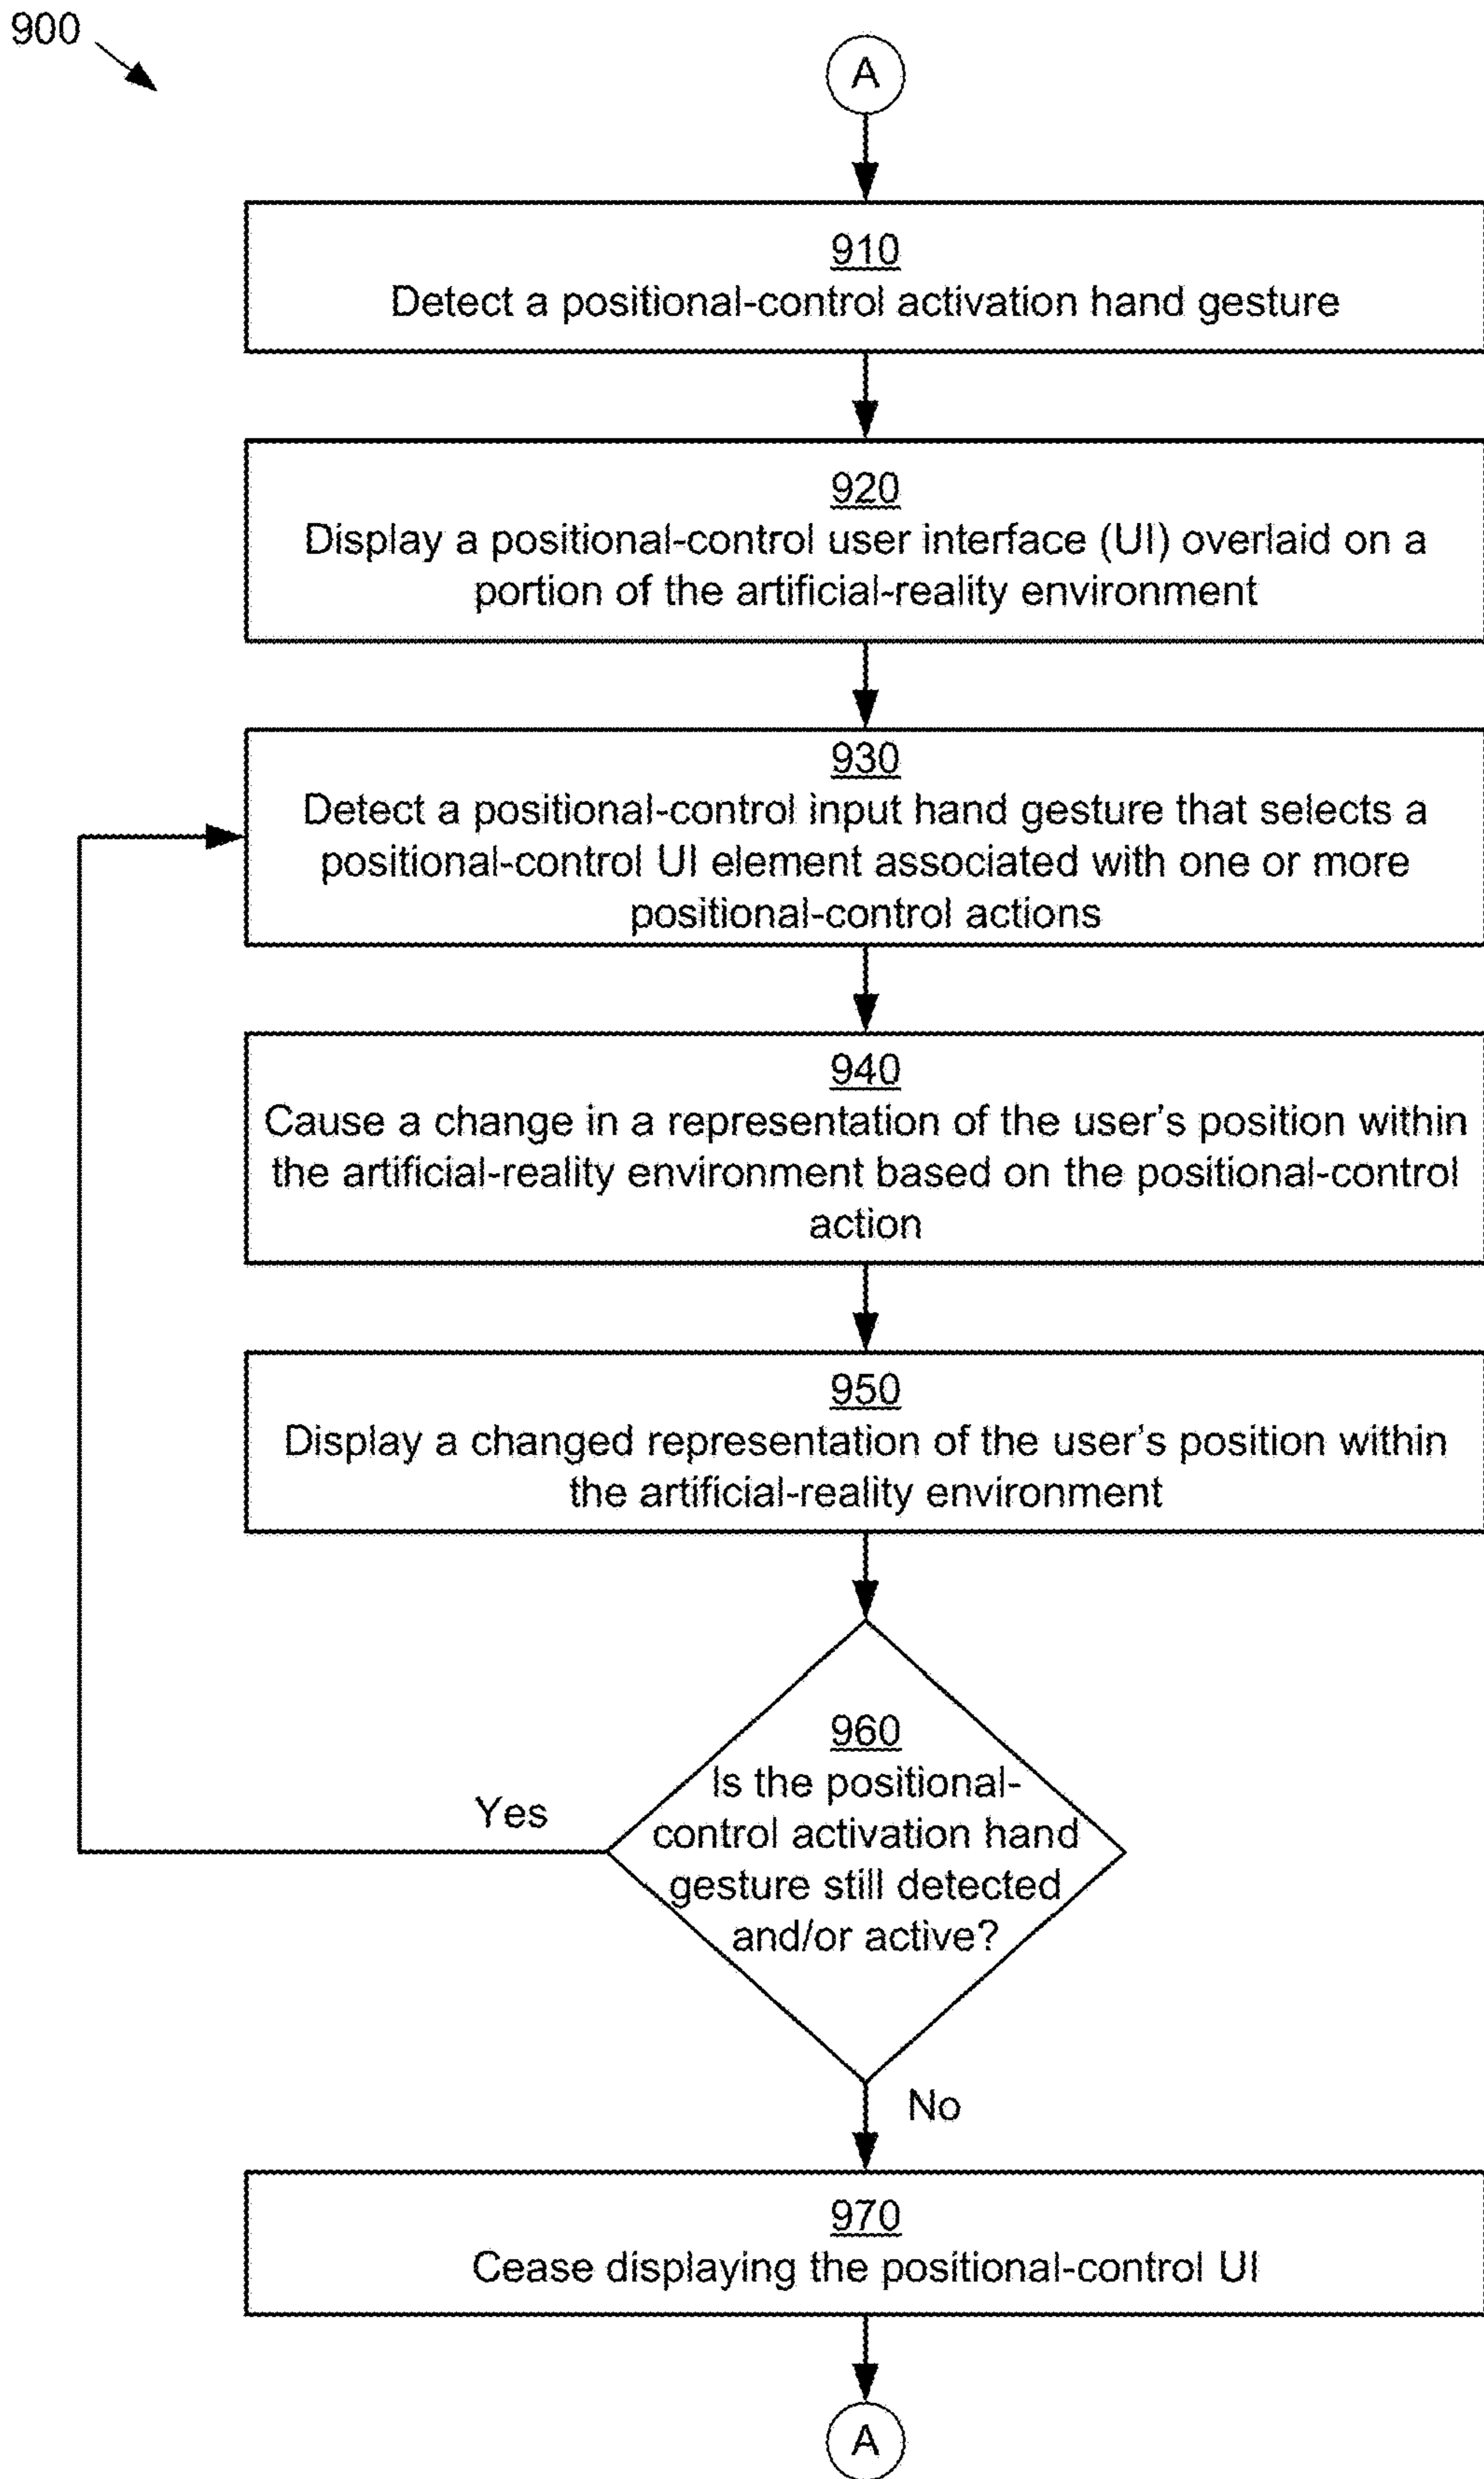 900
A
910
Detect a positional-control activation hand gesture
920
Display a positional-control user interface (UI) overlaid on a
portion of the artificial-reality environment
930
Detect a positional-control input hand gesture that selects a
positional-control UI element associated with one or more
positional-control actions
940
Cause a change in a representation of the user's position within
the artificial-reality environment based on the positional-control
action
950
Display a changed representation of the user's position within
the artificial-reality environment
960
Is the positional-
control activation hand
gesture still detected
and/or active?
Yes
No
970
Cease displaying the positional-control UI
A